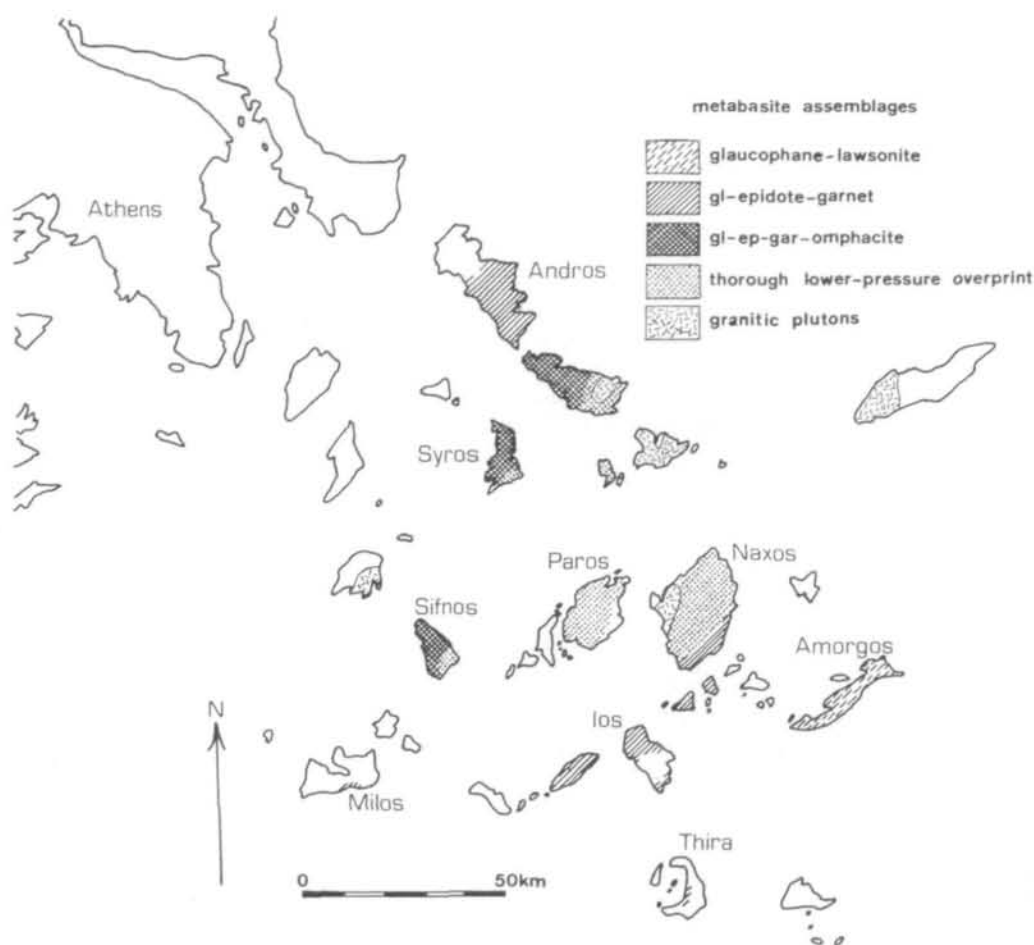 metabasite assemblages
glaucophane-lawsonite
gl-epidote-garnet
gl-ep-gar-omphacite
thorough lower-pressure overprint
granitic plutons
Athens
Andros
Syros
Paros
Naxos
Sifnos
Amorgos
Ios
N
Milos
Thira
0 50km